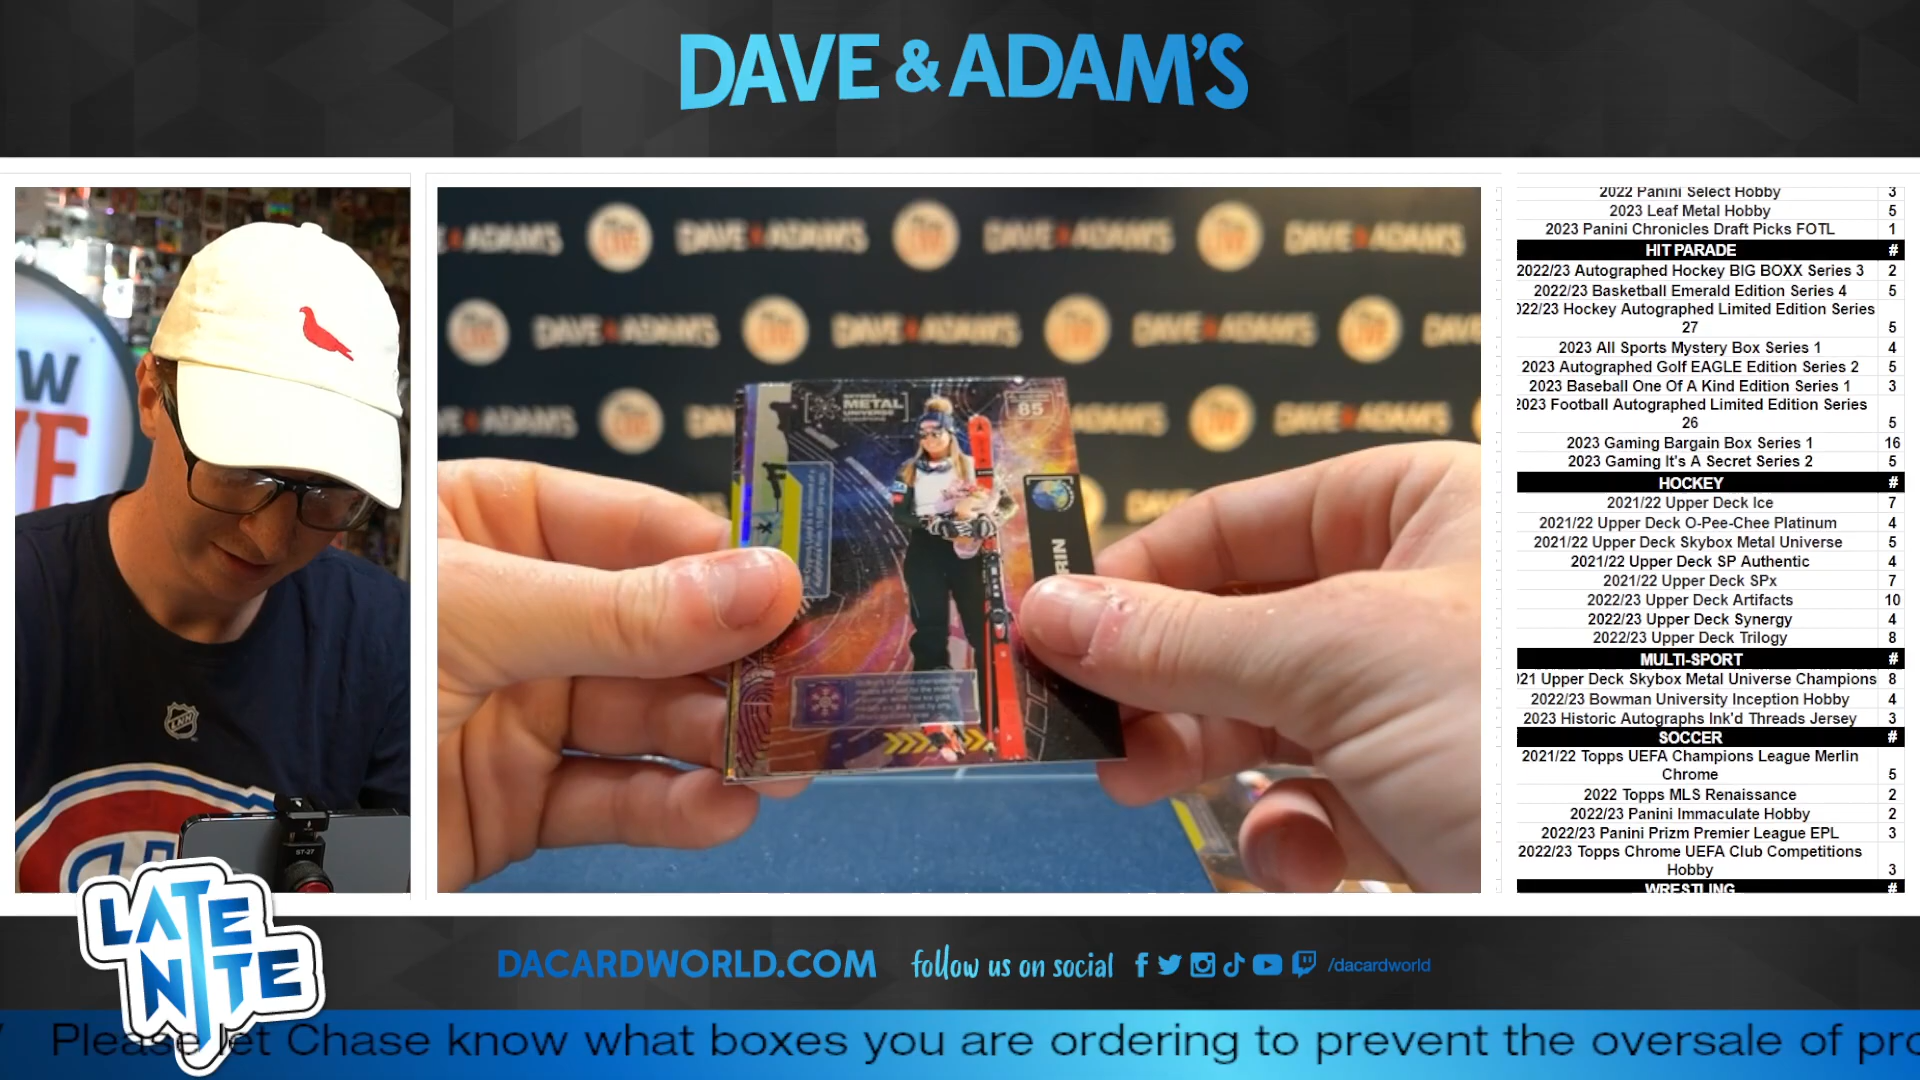 DAVE & ADAM'S
2022 Panini Select Hobby 3
2023 Leaf Metal Hobby 5
2023 Panini Chronicles Draft Picks FOTL 1
HIT PARADE #
2022/23 Autographed Hockey BIG BOXX Series 3 2
2022/23 Basketball Emerald Edition Series 4 5
022/23 Hockey Autographed Limited Edition Series
27 5
2023 All Sports Mystery Box Series 1 4
2023 Autographed Golf EAGLE Edition Series 2 5
2023 Baseball One Of A Kind Edition Series 1 3
2023 Football Autographed Limited Edition Series
26 5
2023 Gaming Bargain Box Series 1 16
2023 Gaming It's A Secret Series 2 5
HOCKEY #
2021/22 Upper Deck Ice 7
2021/22 Upper Deck O-Pee-Chee Platinum 4
2021/22 Upper Deck Skybox Metal Universe 5
2021/22 Upper Deck SP Authentic 4
2021/22 Upper Deck SPx 7
2022/23 Upper Deck Artifacts 10
2022/23 Upper Deck Synergy 4
2022/23 Upper Deck Trilogy 8
MULTI-SPORT #
021 Upper Deck Skybox Metal Universe Champions 8
2022/23 Bowman University Inception Hobby 4
2023 Historic Autographs Ink'd Threads Jersey 3
SOCCER #
2021/22 Topps UEFA Champions League Merlin
Chrome 5
2022 Topps MLS Renaissance 2
2022/23 Panini Immaculate Hobby 2
2022/23 Panini Prizm Premier League EPL 3
2022/23 Topps Chrome UEFA Club Competitions
Hobby 3
WRESTLING #
DAVE & ADAM'S
METAL
UNIVERSE
85
RIN
NHL
ST-27
LATE
NITE
DACARDWORLD.COM follow us on social /dacardworld
Please let Chase know what boxes you are ordering to prevent the oversale of pro